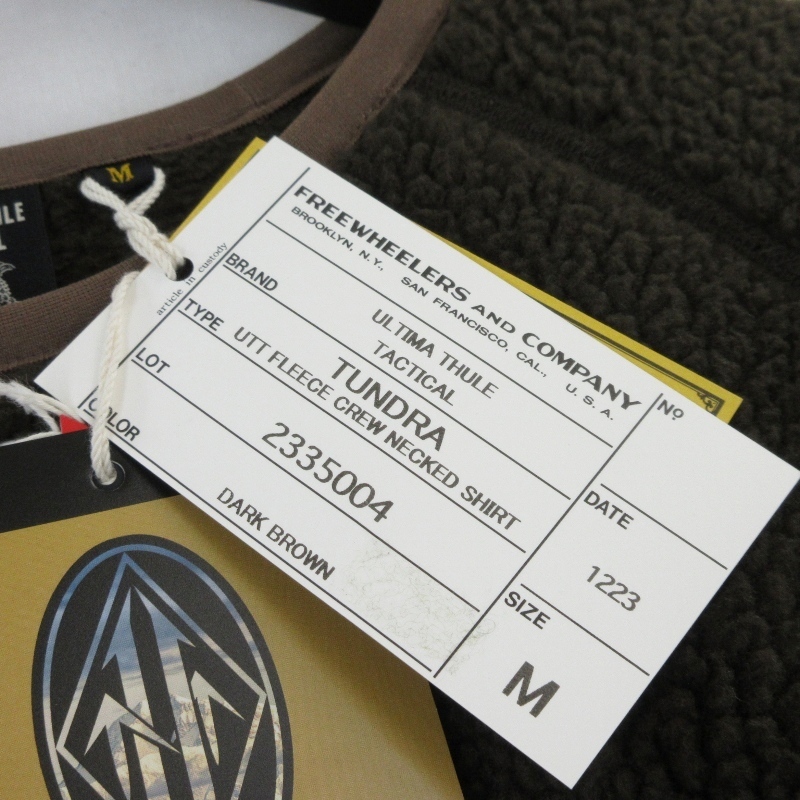 M
ILE
L
FREEWHEELERS AND COMPANY
BROOKLYN, N.Y., SAN FRANCISCO, CAL., U. S. A.
article in custody
BRAND
ULTIMA THULE
TACTICAL
TYPE
TUNDRA
UTT FLEECE CREW NECKED SHIRT
LOT
2335004
COLOR
DARK BROWN
Nº
DATE
1223
SIZE
M